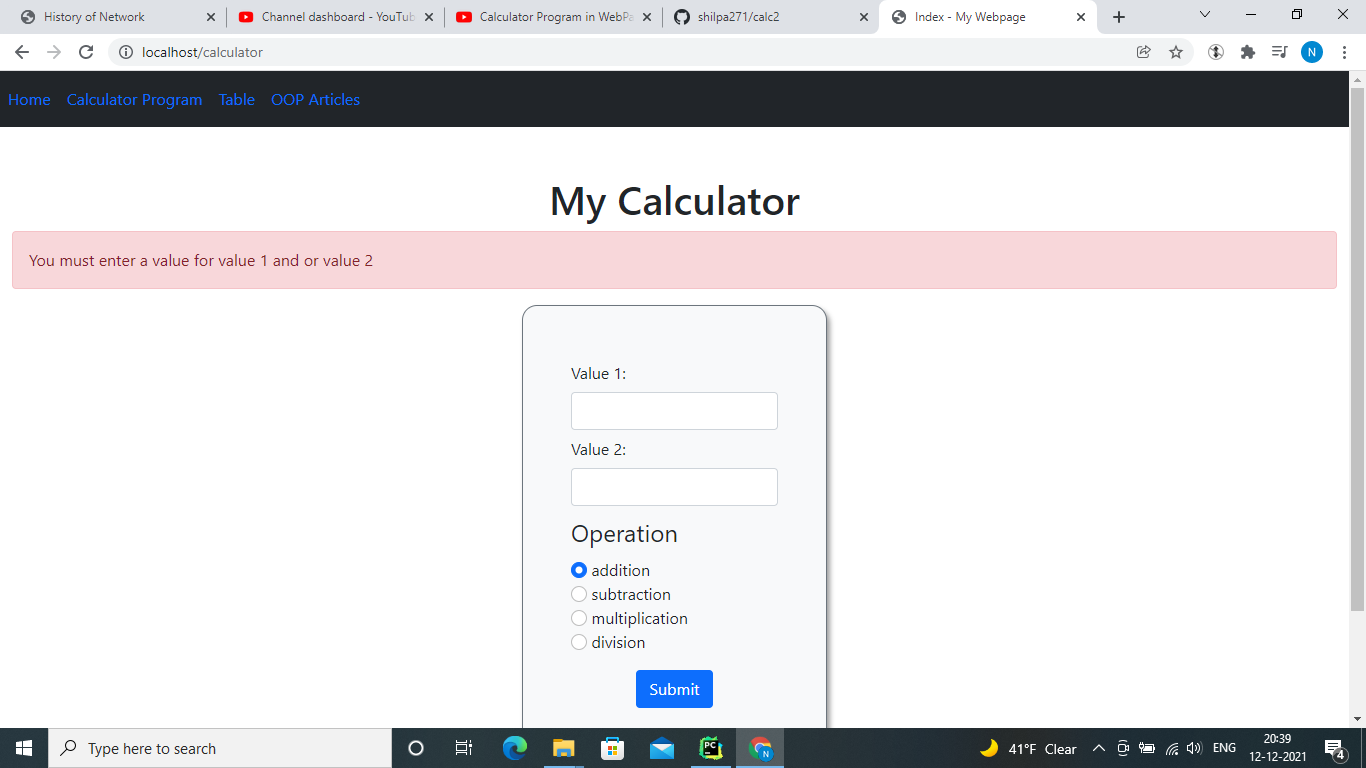 History of Network
Channel dashboard - YouTub
Calculator Program in WebPa
shilpa271/calc2
Index - My Webpage
localhost/calculator
N
Home Calculator Program Table OOP Articles
My Calculator
You must enter a value for value 1 and or value 2
Value 1:
Value 2:
Operation
addition
subtraction
multiplication
division
Submit
Type here to search
PC
N
41°F Clear
ENG
20:39
12-12-2021
4